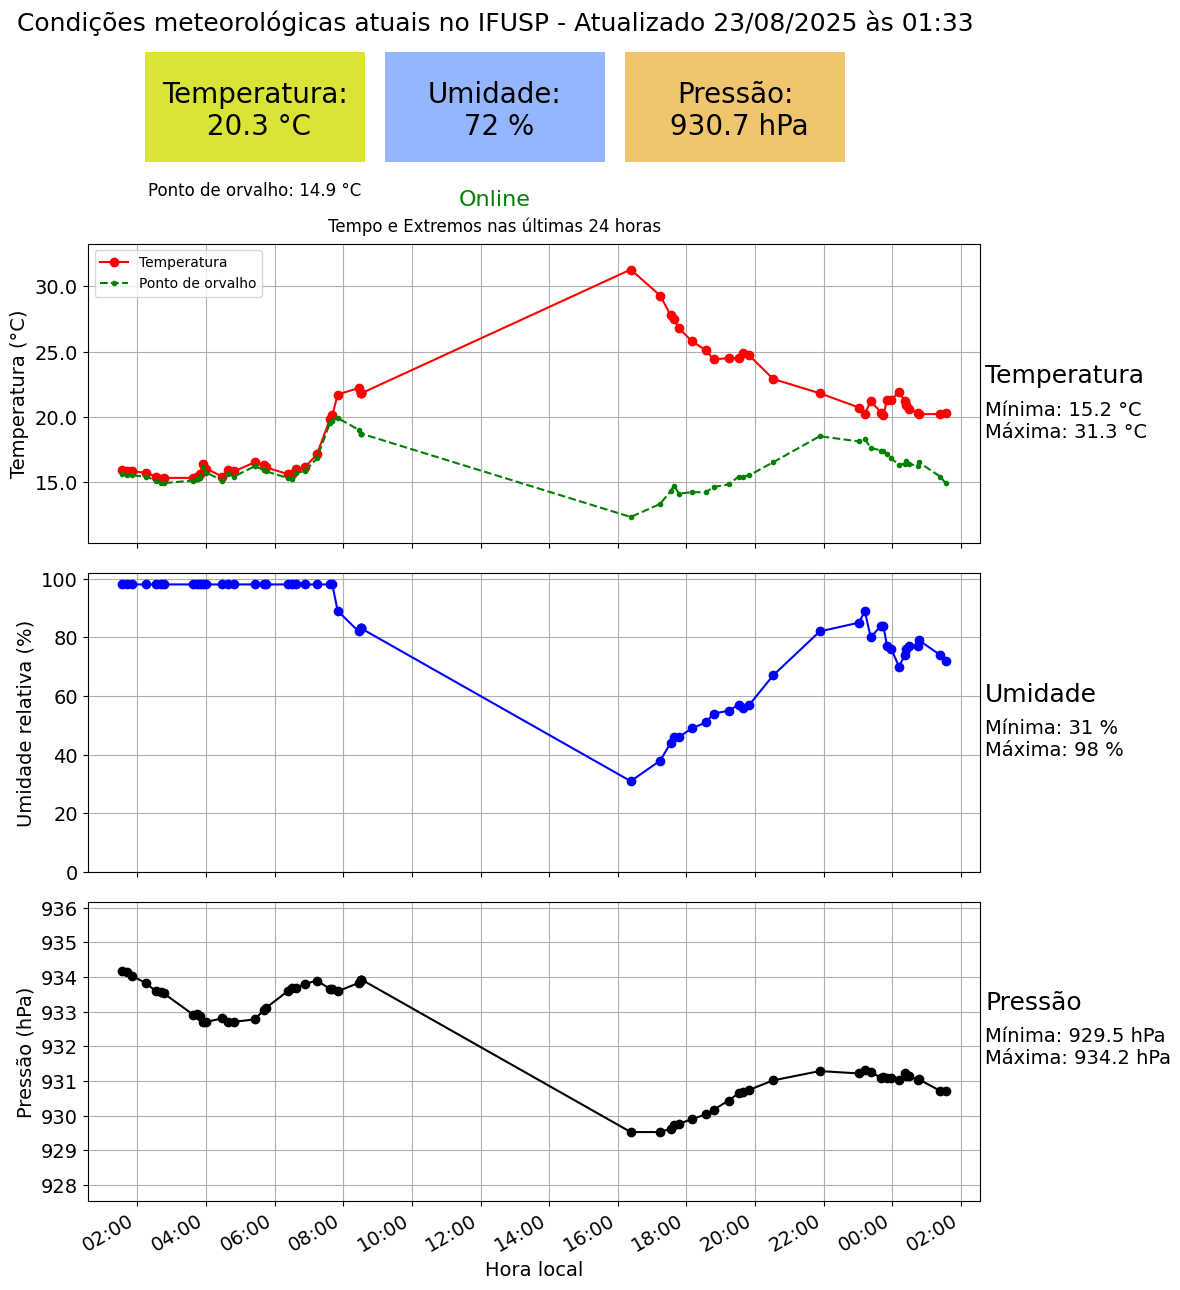 Condições meteorológicas atuais no IFUSP - Atualizado 23/08/2025 às 01:33
Temperatura:
20.3 °C
Umidade:
72 %
Pressão:
930.7 hPa
Ponto de orvalho: 14.9 °C
Online
Tempo e Extremos nas últimas 24 horas
Temperatura
Ponto de orvalho
Temperatura (°C)
30.0
25.0
20.0
15.0
Temperatura
Mínima: 15.2 °C
Máxima: 31.3 °C
Umidade relativa (%)
100
80
60
40
20
0
Umidade
Mínima: 31 %
Máxima: 98 %
Pressão (hPa)
936
935
934
933
932
931
930
929
928
Pressão
Mínima: 929.5 hPa
Máxima: 934.2 hPa
02:00
04:00
06:00
08:00
10:00
12:00
14:00
16:00
18:00
20:00
22:00
00:00
02:00
Hora local